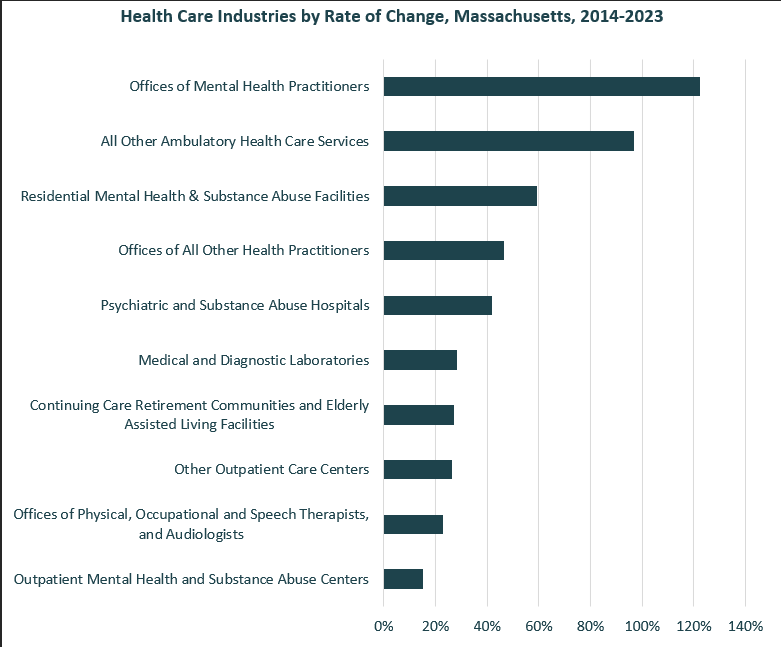 Health Care Industries by Rate of Change, Massachusetts, 2014-2023
Offices of Mental Health Practitioners
All Other Ambulatory Health Care Services
Residential Mental Health & Substance Abuse Facilities
Offices of All Other Health Practitioners
Psychiatric and Substance Abuse Hospitals
Medical and Diagnostic Laboratories
Continuing Care Retirement Communities and Elderly
Assisted Living Facilities
Other Outpatient Care Centers
Offices of Physical, Occupational and Speech Therapists,
and Audiologists
Outpatient Mental Health and Substance Abuse Centers
0% 20% 40% 60% 80% 100% 120% 140%